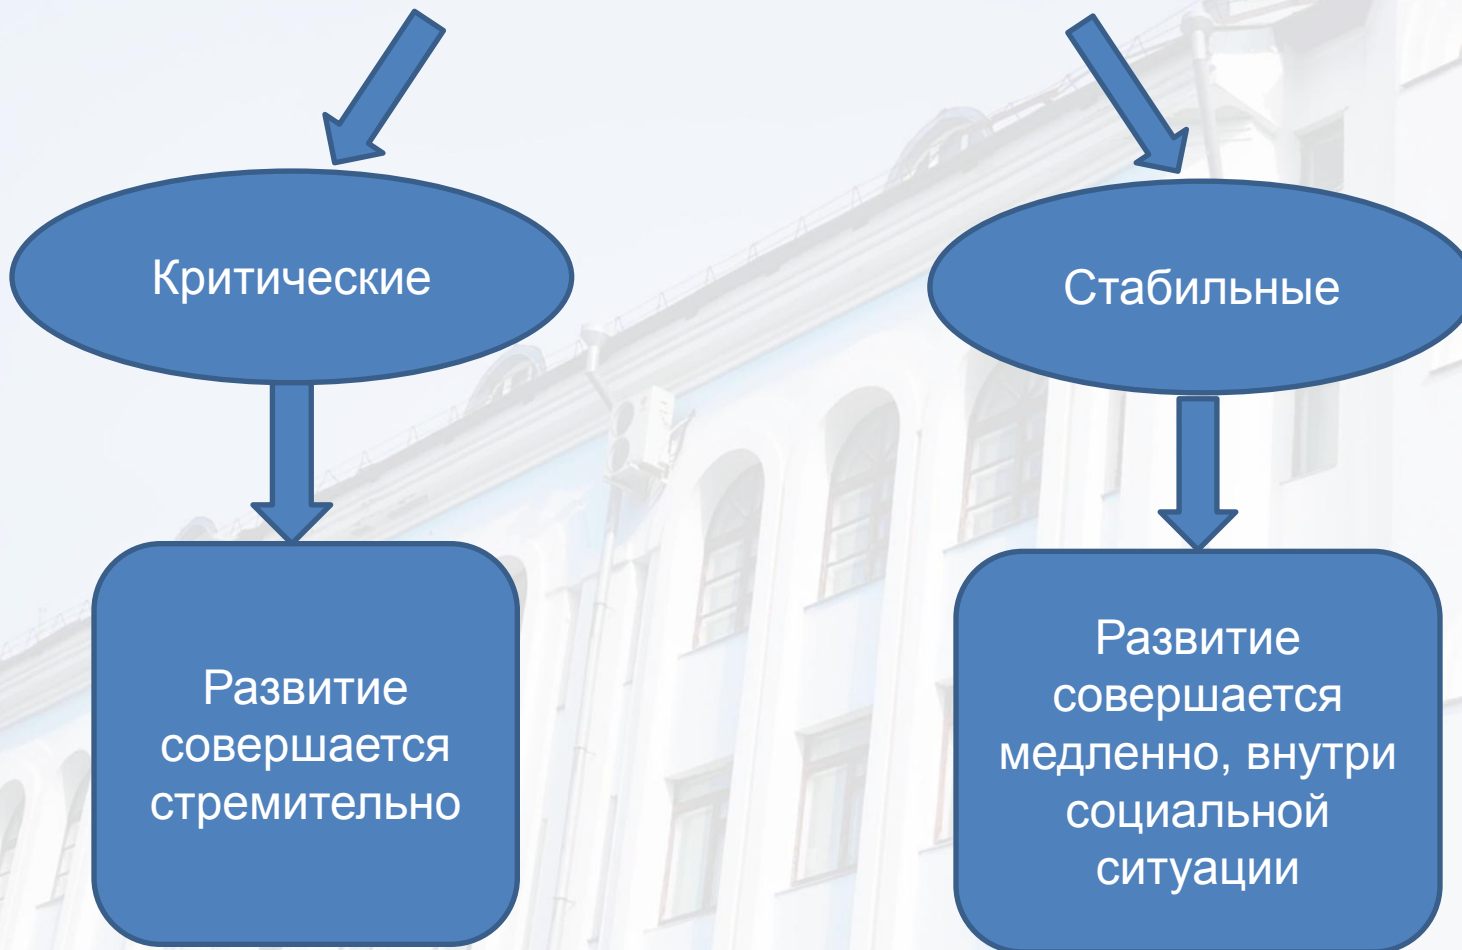 Критические
Стабильные
Развитие
совершается
стремительно
Развитие
совершается
медленно, внутри
социальной
ситуации